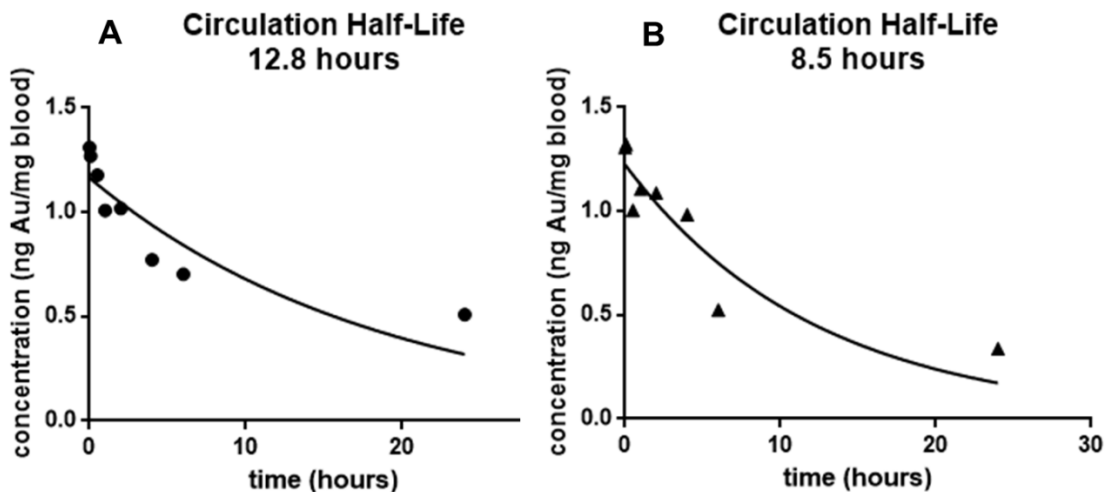 A
Circulation Half-Life
12.8 hours
concentration (ng Au/mg blood)
1.5
1.0
0.5
0.0
0
10
20
time (hours)
B
Circulation Half-Life
8.5 hours
concentration (ng Au/mg blood)
1.5
1.0
0.5
0.0
0
10
20
30
time (hours)